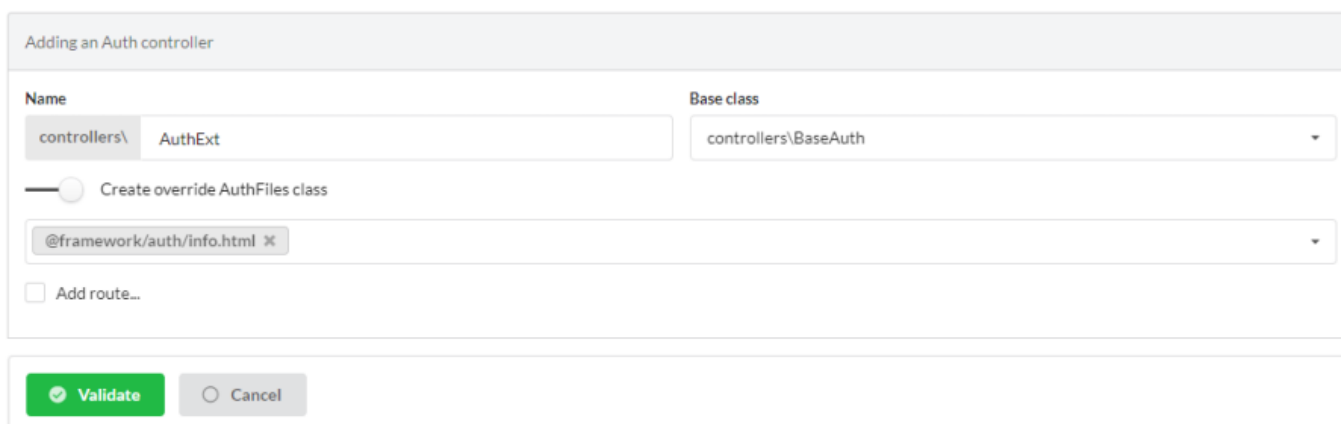 Adding an Auth controller
Name
Base class
controllers\ AuthExt
controllers\BaseAuth
Create override AuthFiles class
@framework/auth/info.html ×
Add route...
Validate
Cancel